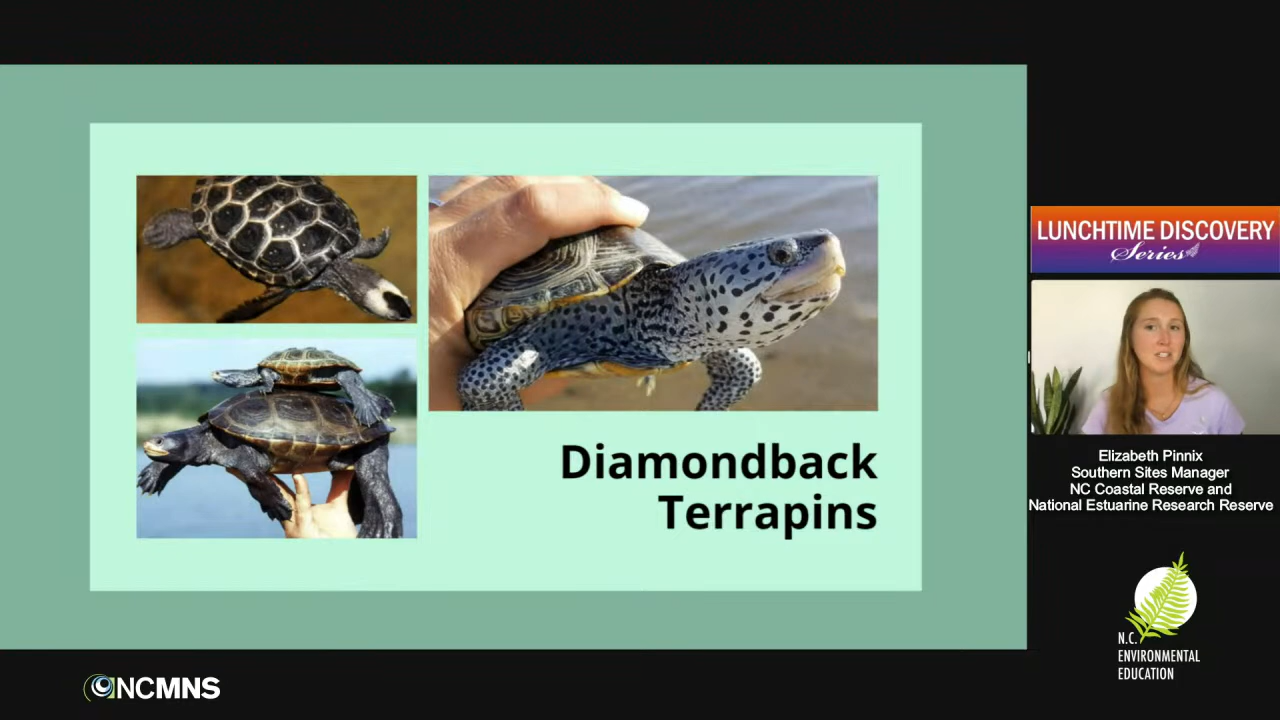 Diamondback
Terrapins
LUNCHTIME DISCOVERY
Series
Elizabeth Pinnix
Southern Sites Manager
NC Coastal Reserve and
National Estuarine Research Reserve
N.C.
ENVIRONMENTAL
EDUCATION
NCMNS